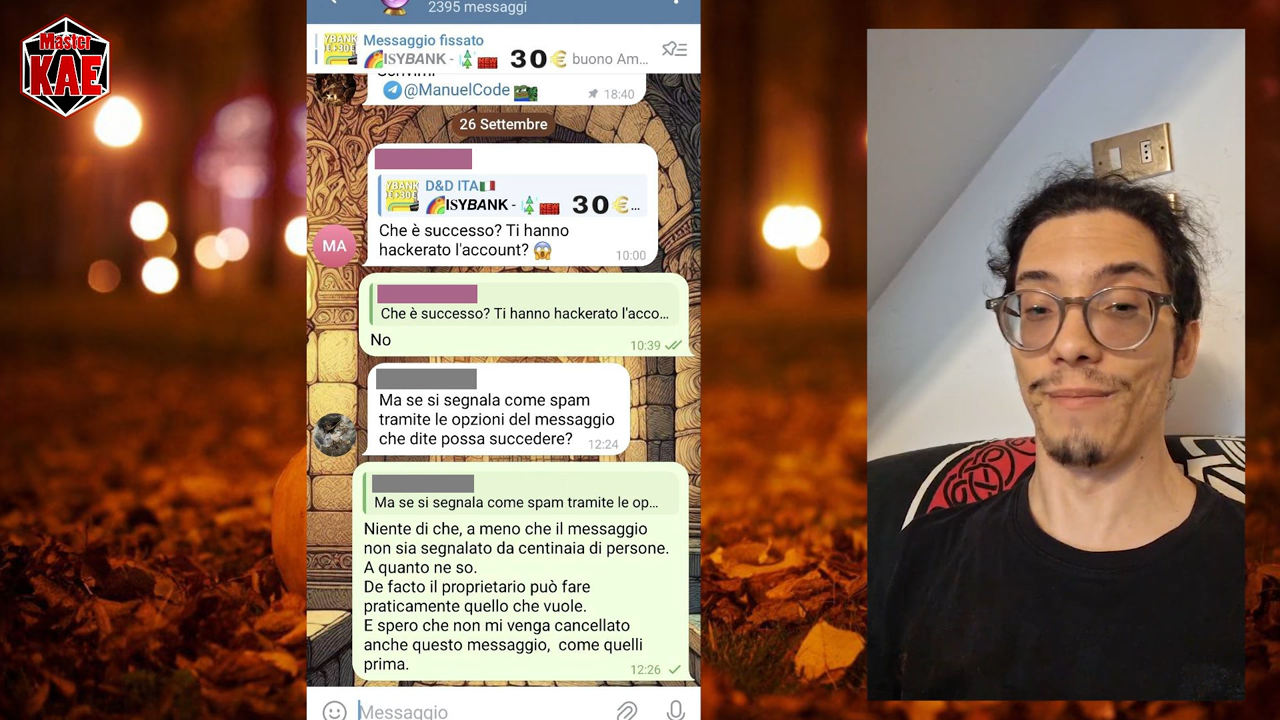 Master
KAE
2395 messaggi
Messaggio fissato
ISYBANK - NEW 30€ buono Am...
@ManuelCode
18:40
26 Settembre
YBANK
D&D ITA
ISYBANK - NEW 30€...
Che è successo? Ti hanno
hackerato l'account?
10:00
MA
Che è successo? Ti hanno hackerato l'acco...
No
10:39
Ma se si segnala come spam
tramite le opzioni del messaggio
che dite possa succedere?
12:24
Ma se si segnala come spam tramite le op...
Niente di che, a meno che il messaggio
non sia segnalato da centinaia di persone.
A quanto ne so.
De facto il proprietario può fare
praticamente quello che vuole.
E spero che non mi venga cancellato
anche questo messaggio, come quelli
prima.
12:26
Messaggio